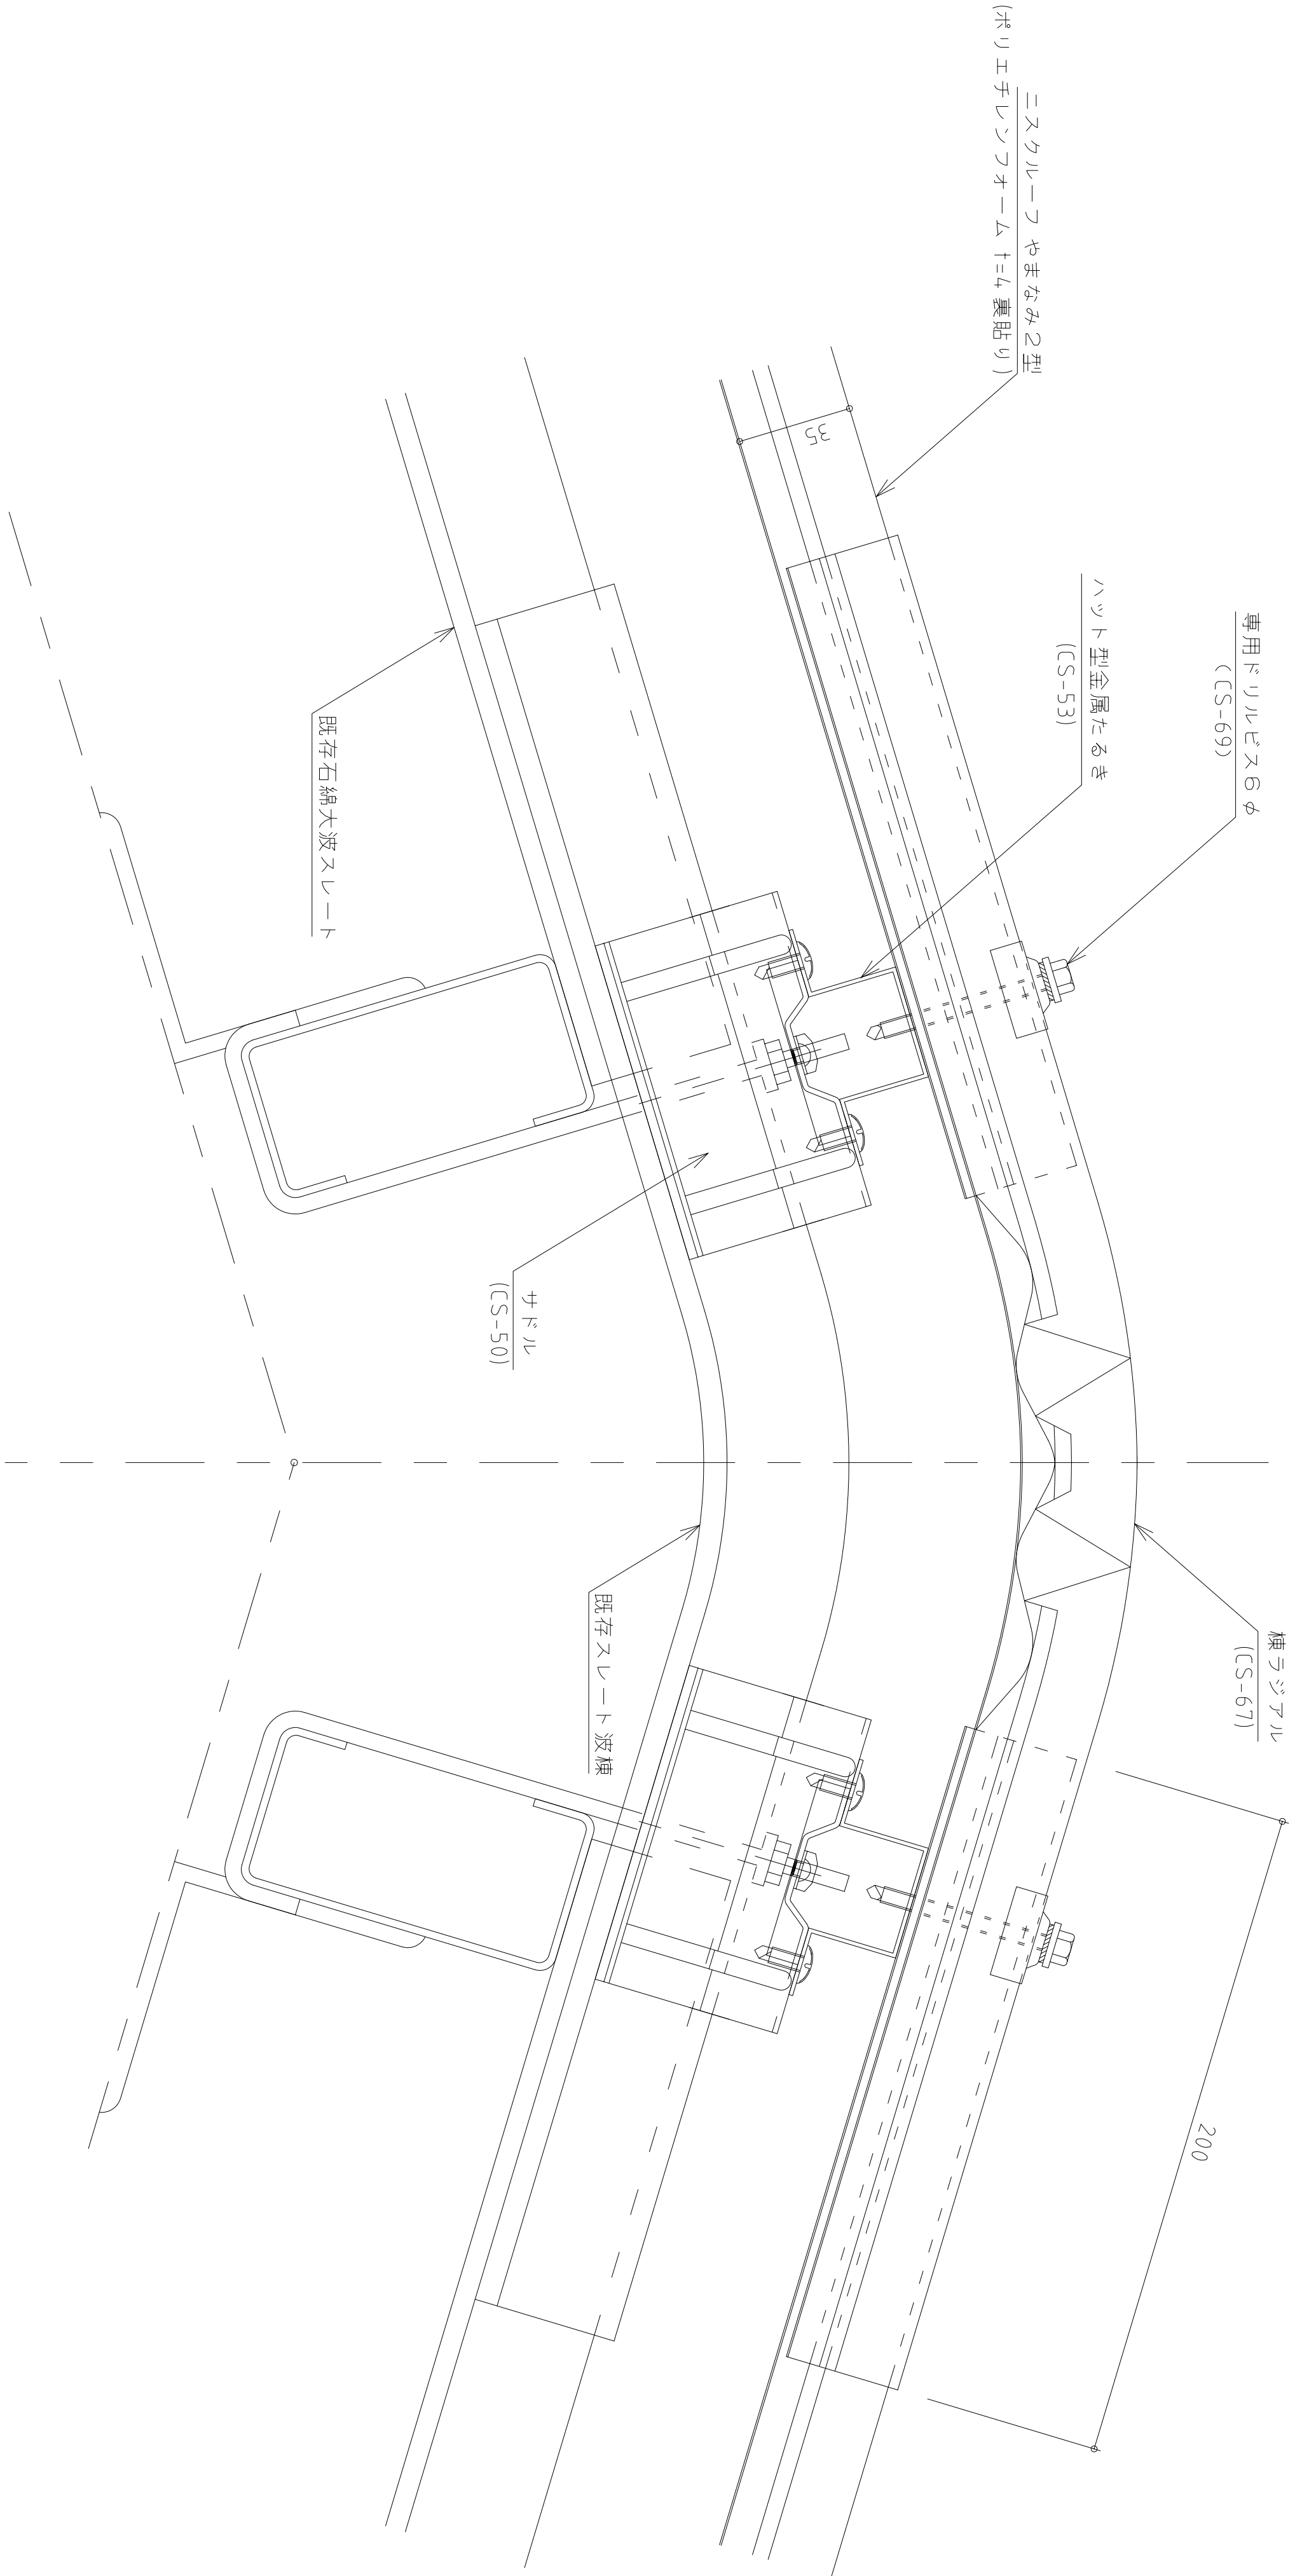 ニスクルーフ やまなみ2型
(ポリエチレンフォーム t=4 裏貼り)
35
専用ドリルビス6φ
(CS-69)
ハット型金属たるき
(CS-53)
既存石綿大波スレート
サドル
(CS-50)
既存スレート波棟
棟ラジアル
(CS-67)
200